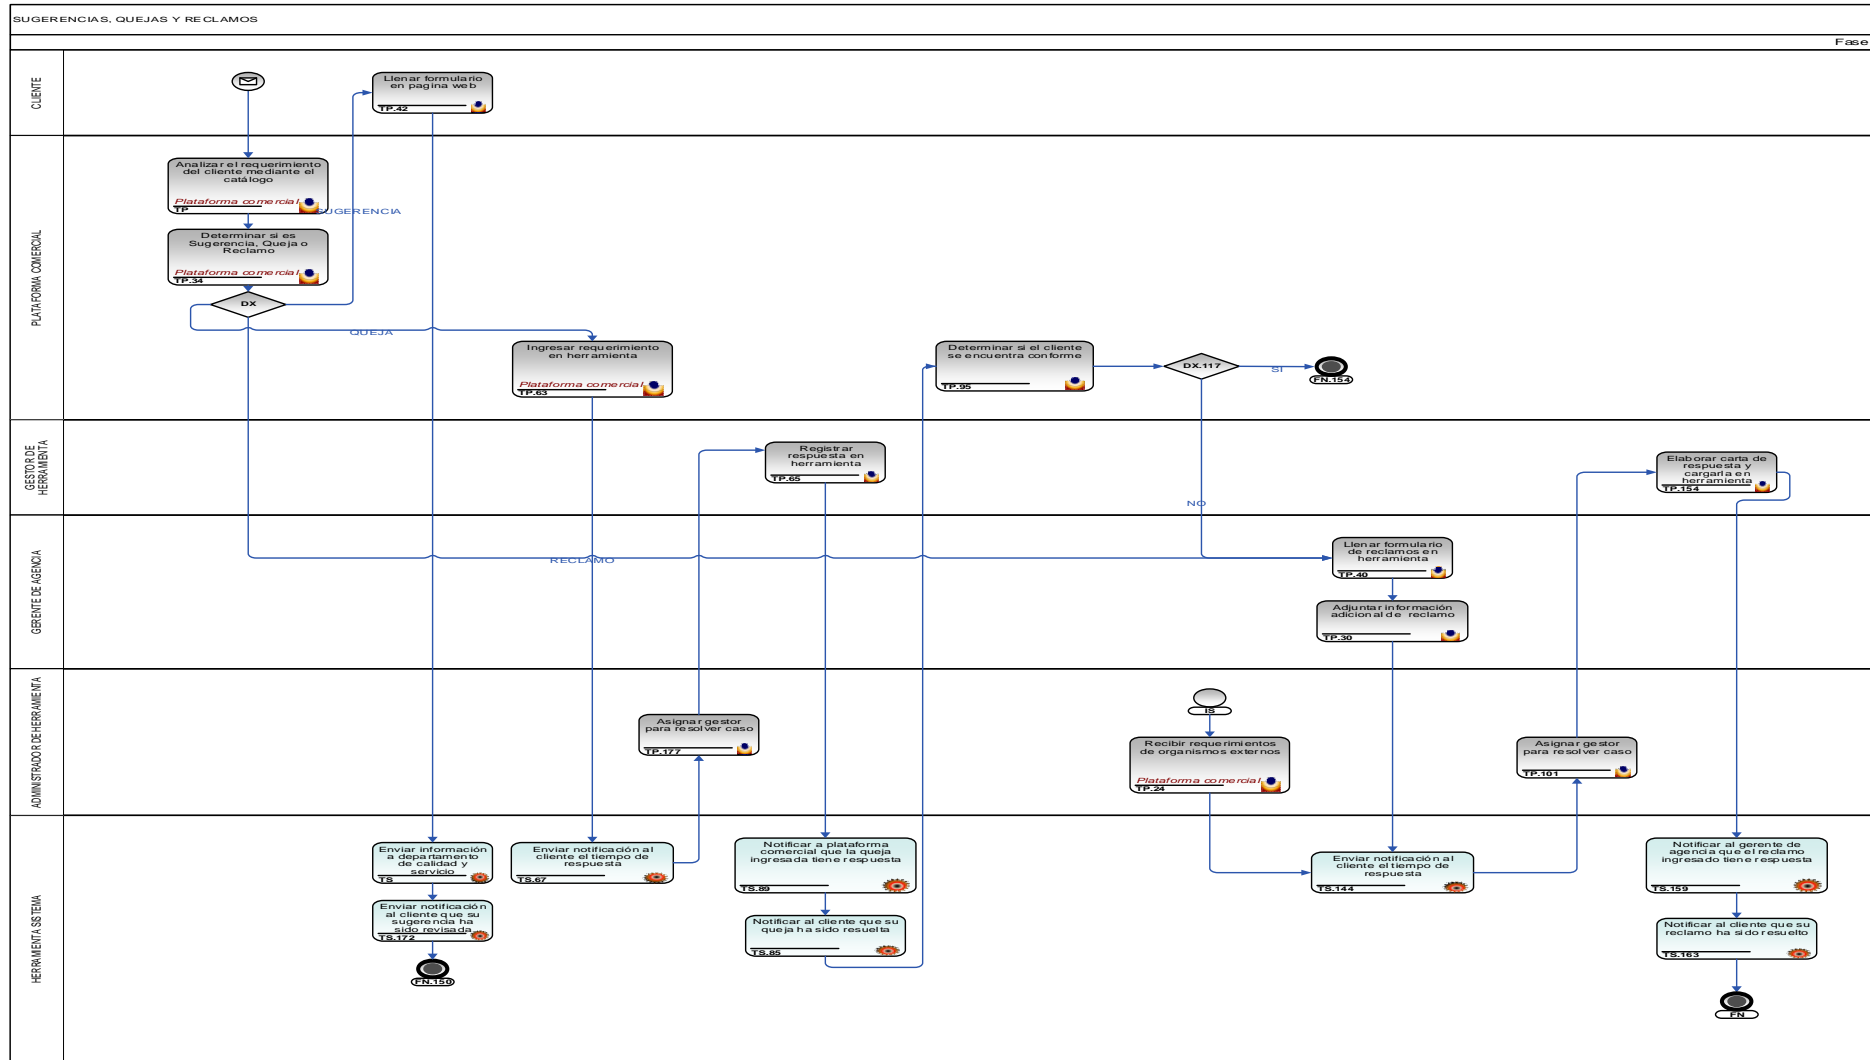 SUGERENCIAS, QUEJAS Y RECLAMOS
Fase
CLIENTE
Llenar formulario
en pagina web
TP.42
PLATAFORMA COMERCIAL
Analizar el requerimiento
del cliente mediante el
catálogo
Plataforma comercial
TP
SUGERENCIA
Determinar si es
Sugerencia, Queja o
Reclamo
Plataforma comercial
TP.34
DX
QUEJA
Ingresar requerimiento
en herramienta
Plataforma comercial
TP.63
Determinar si el cliente
se encuentra conforme
TP.95
DX.117
SI
FN.154
GESTOR DE
HERRAMIENTA
Registrar
respuesta en
herramienta
TP.65
NO
Elaborar carta de
respuesta y
cargarla en
herramienta
TP.154
GERENTE DE AGENCIA
RECLAMO
Llenar formulario
de reclamos en
herramienta
TP.40
Adjuntar información
adicional de reclamo
TP.30
ADMINISTRADOR DE HERRAMIENTA
Asignar gestor
para resolver caso
TP.177
IS
Recibir requerimientos
de organismos externos
Plataforma comercial
TP.24
Asignar gestor
para resolver caso
TP.101
HERRAMIENTA SISTEMA
Enviar información
a departamento
de calidad y
servicio
TS
Enviar notificación
al cliente que su
sugerencia ha
sido revisada
TS.172
FN.150
Enviar notificación al
cliente el tiempo de
respuesta
TS.67
Notificar a plataforma
comercial que la queja
ingresada tiene respuesta
TS.89
Notificar al cliente que su
queja ha sido resuelta
TS.85
Enviar notificación al
cliente el tiempo de
respuesta
TS.144
Notificar al gerente de
agencia que el reclamo
ingresado tiene respuesta
TS.159
Notificar al cliente que su
reclamo ha sido resuelto
TS.163
FN